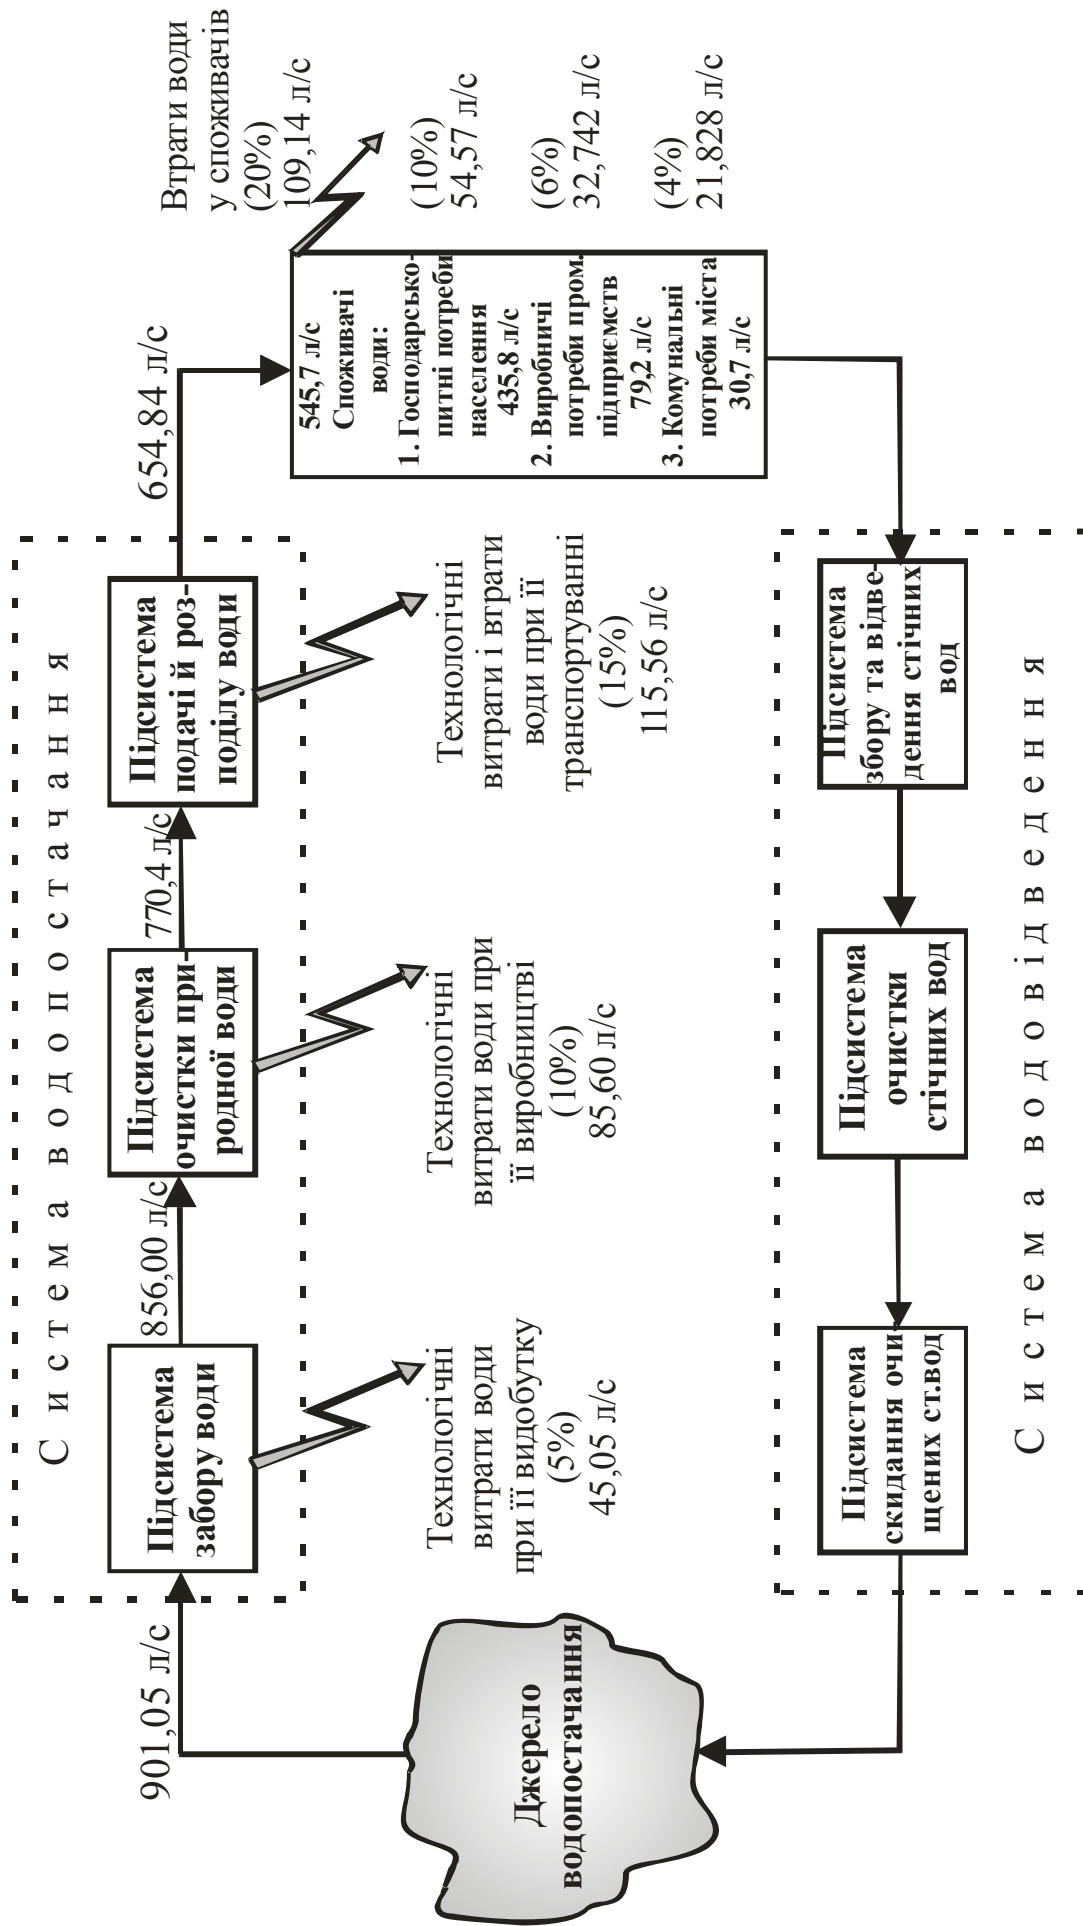 Система водопостачання
901,05 л/с
Підсистема
забору води
856,00 л/с
Підсистема
очистки при-
родної води
770,4 л/с
Підсистема
подачі й роз-
поділу води
654,84 л/с
Втрати води
у споживачів
(20%)
109,14 л/с
(10%)
54,57 л/с
(6%)
32,742 л/с
(4%)
21,828 л/с
545,7 л/с
Споживачі
води:
1. Господарсько-
питні потреби
населення
435,8 л/с
2. Виробничі
потреби пром.
підприємств
79,2 л/с
3. Комунальні
потреби міста
30,7 л/с
Технологічні
витрати води
при її видобутку
(5%)
45,05 л/с
Технологічні
витрати води при
її виробництві
(10%)
85,60 л/с
Технологічні
витрати і втрати
води при її
транспортуванні
(15%)
115,56 л/с
Джерело
водопостачання
Підсистема
скидання очи-
щених ст.вод
Підсистема
очистки
стічних вод
Підсистема
збору та відве-
дення стічних
вод
Система водовідведення